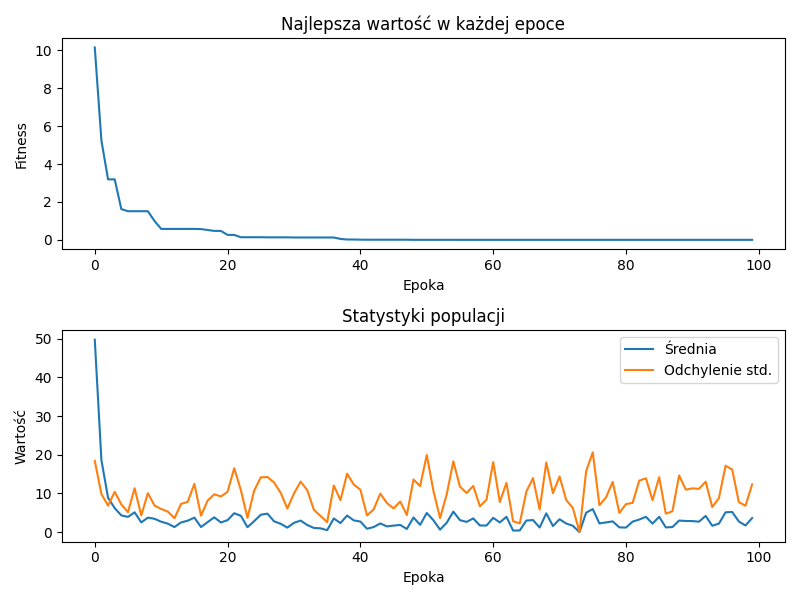 Najlepsza wartość w każdej epoce
10
8
6
4
2
0
Fitness
0 20 40 60 80 100
Epoka
Statystyki populacji
50
40
30
20
10
0
Wartość
Średnia
Odchylenie std.
0 20 40 60 80 100
Epoka